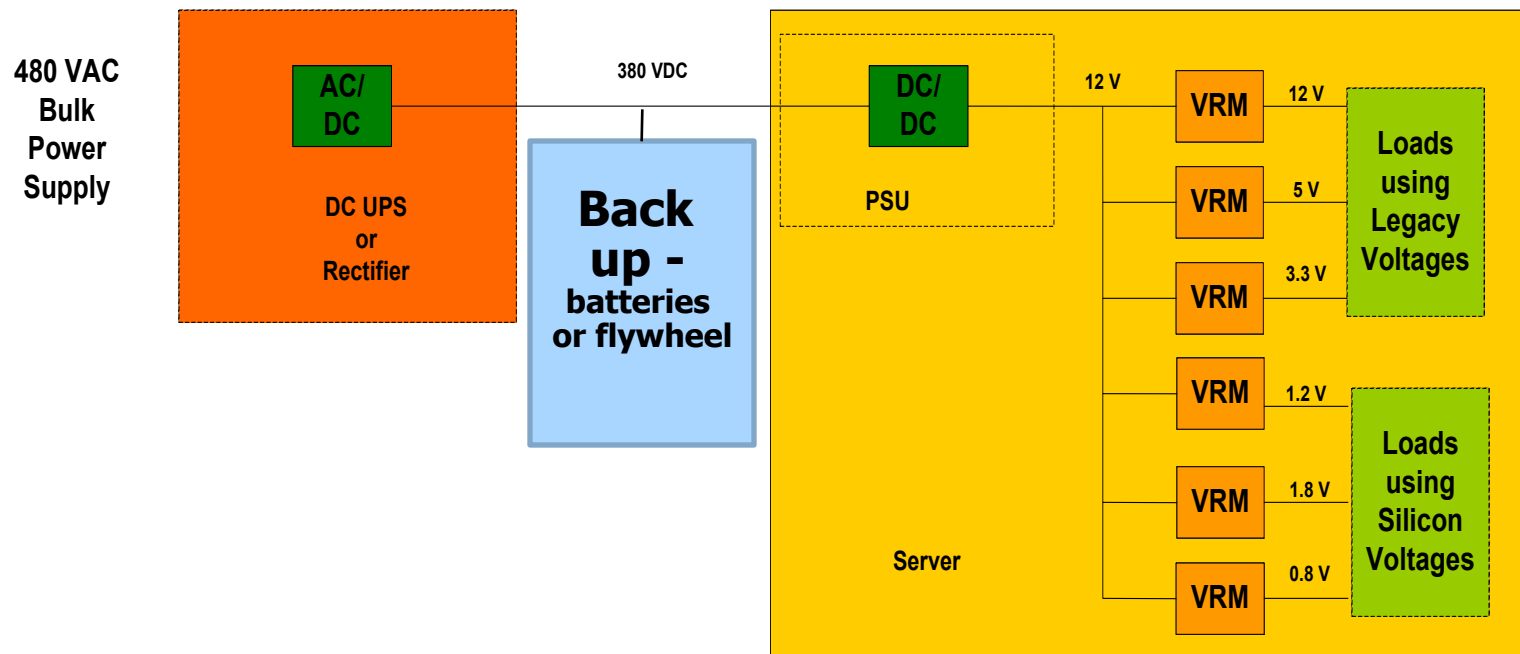 480 VAC
Bulk
Power
Supply
AC/
DC
DC UPS
or
Rectifier
380 VDC
Back
up -
batteries
or flywheel
DC/
DC
PSU
12 V
Server
VRM
12 V
VRM
5 V
VRM
3.3 V
VRM
1.2 V
VRM
1.8 V
VRM
0.8 V
Loads
using
Legacy
Voltages
Loads
using
Silicon
Voltages